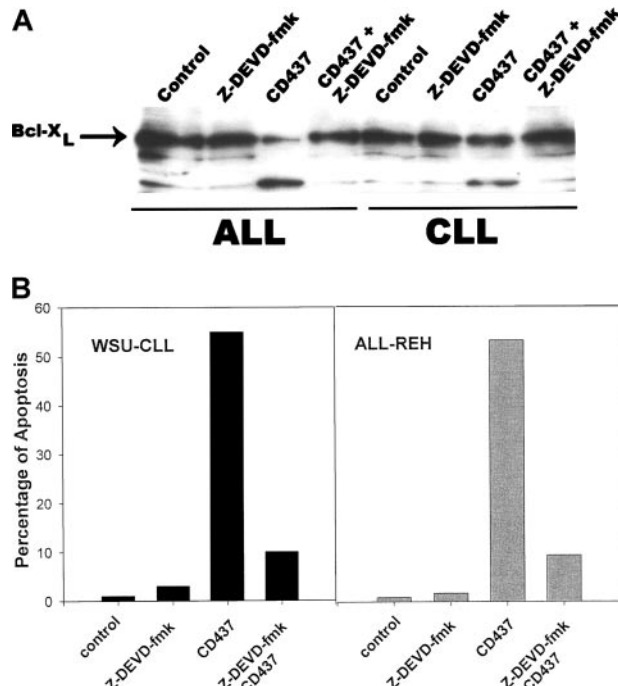 A
Control
Z-DEVD-fmk
CD437
CD437 +
Z-DEVD-fmk
Control
Z-DEVD-fmk
CD437
CD437 +
Z-DEVD-fmk
Bcl-XL
ALL
CLL
B
Percentage of Apoptosis
60
50
40
30
20
10
0
WSU-CLL
ALL-REH
control
Z-DEVD-fmk
CD437
Z-DEVD-fmk
CD437
control
Z-DEVD-fmk
CD437
Z-DEVD-fmk
CD437